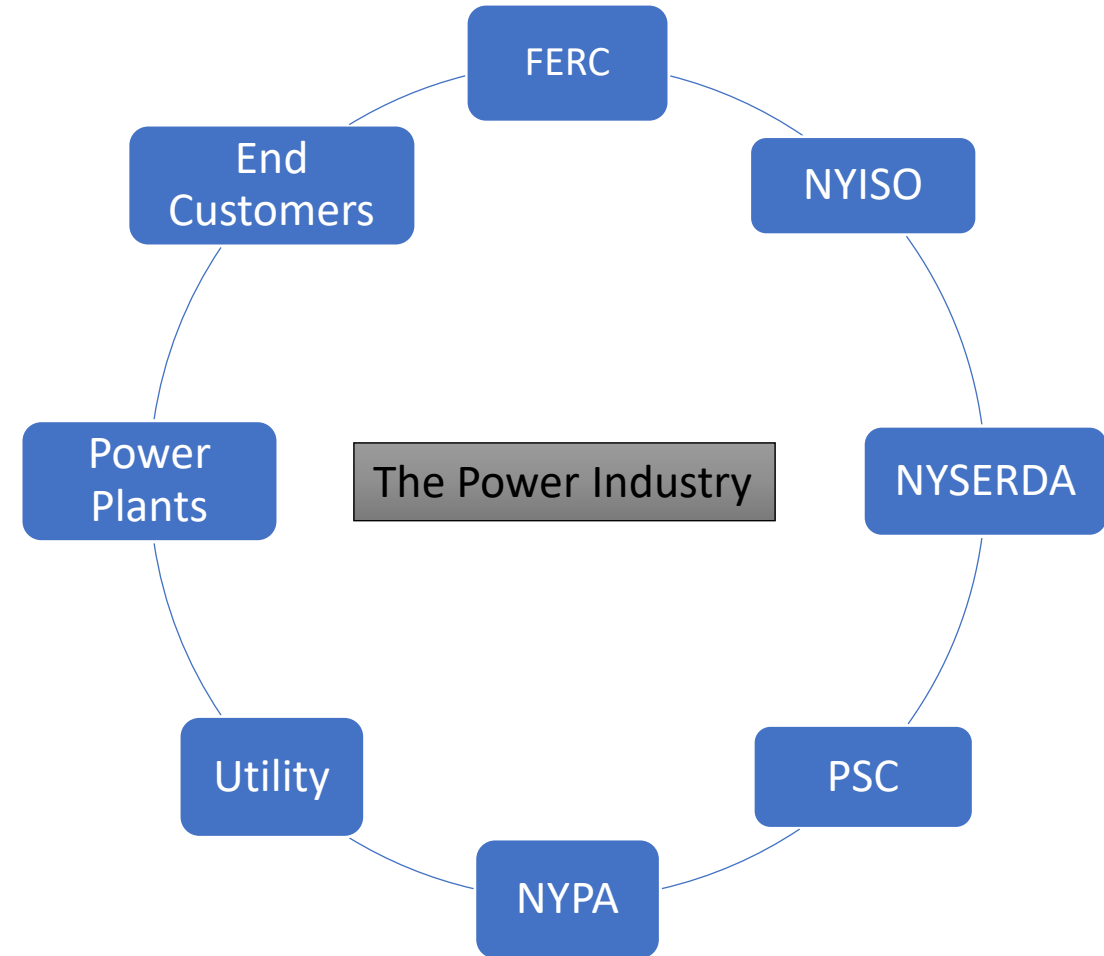 FERC
NYISO
NYSERDA
PSC
NYPA
Utility
Power
Plants
End
Customers
The Power Industry